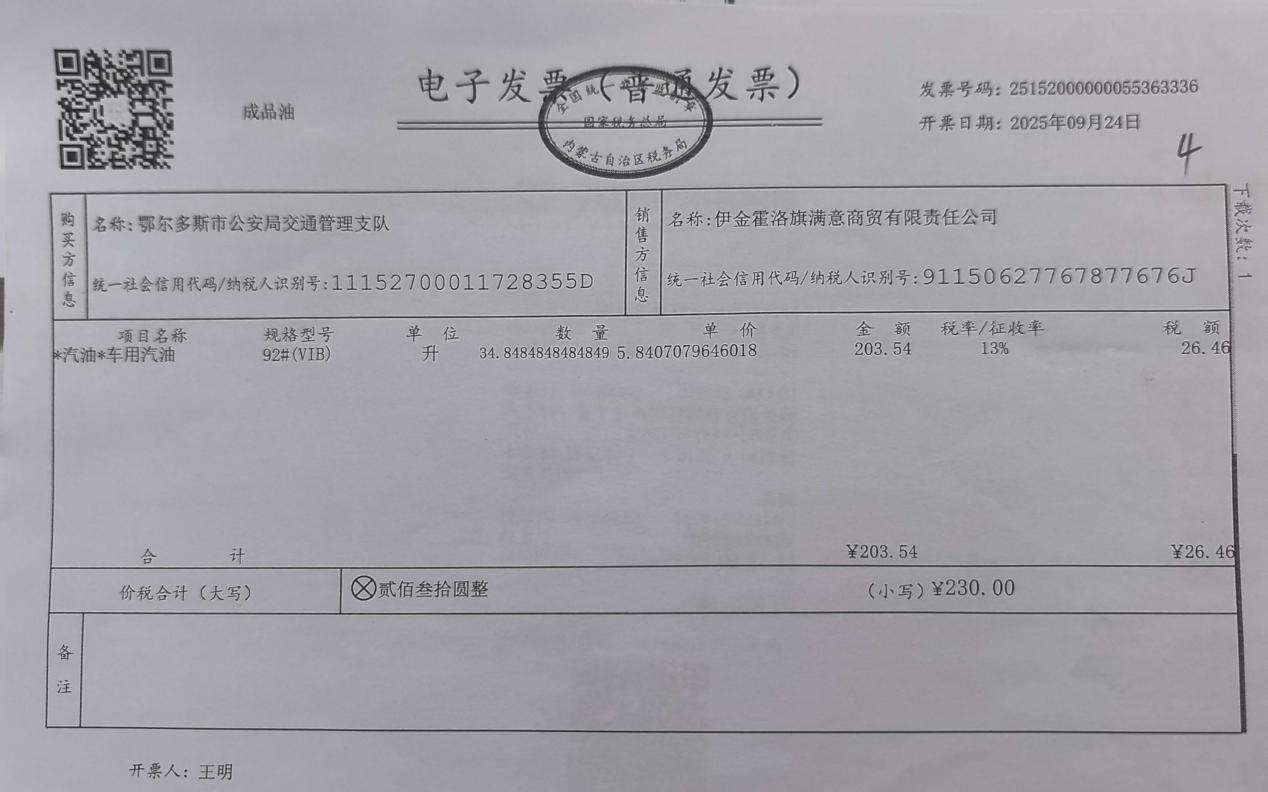 电子发票（普通发票）
全国统一发票监制章
国家税务总局
内蒙古自治区税务局
成品油
发票号码：25152000000055363336
开票日期：2025年09月24日
4
下载次数：1
购买方信息
名称：鄂尔多斯市公安局交通管理支队
统一社会信用代码/纳税人识别号：11152700011728355D
销售方信息
名称：伊金霍洛旗满意商贸有限责任公司
统一社会信用代码/纳税人识别号：91150627767877676J
项目名称 规格型号 单位 数量 单价 金额 税率/征收率 税额
*汽油*车用汽油 92#(VIB) 升 34.8484848484849 5.8407079646018 203.54 13% 26.46
合计 ¥203.54 ¥26.46
价税合计（大写） ⊗贰佰叁拾圆整 （小写）¥230.00
备注
开票人：王明